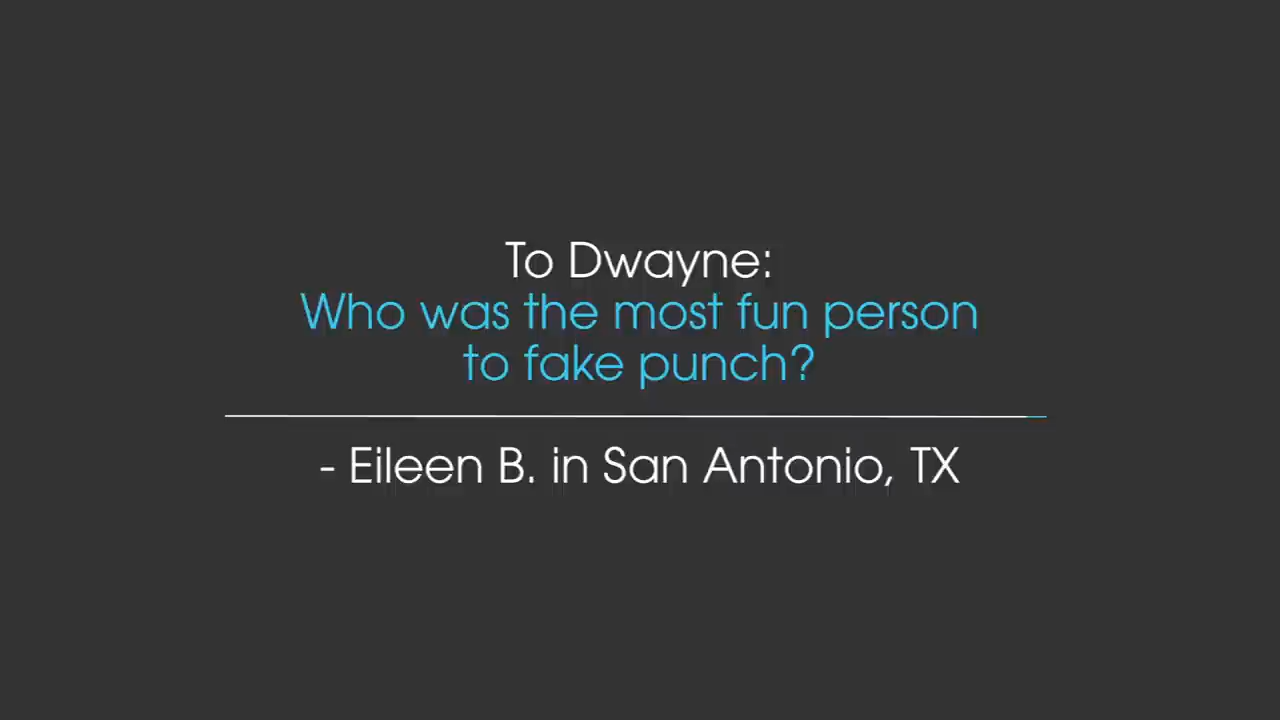 To Dwayne:
Who was the most fun person
to fake punch?
- Eileen B. in San Antonio, TX